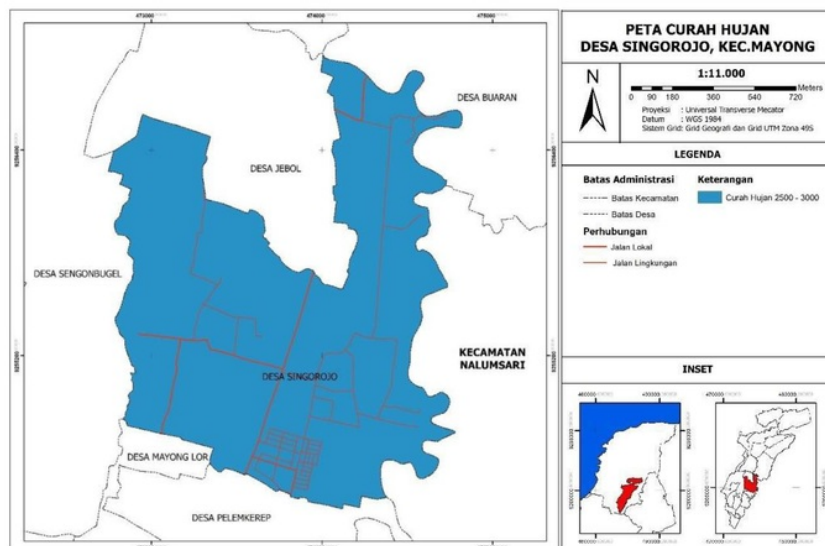 PETA CURAH HUJAN
DESA SINGOROJO, KEC.MAYONG
N
1:11.000
Meters
0 90 180 360 540 720
Proyeksi : Universal Transverse Mecator
Datum : WGS 1984
Sistem Grid: Grid Geografi dan Grid UTM Zona 49S
LEGENDA
Batas Administrasi
Batas Kecamatan
Batas Desa
Perhubungan
Jalan Lokal
Jalan Lingkungan
Keterangan
Curah Hujan 2500 - 3000
INSET
473000 474000 475000
DESA BUARAN
DESA JEBOL
DESA SENGONBUGEL
KECAMATAN
NALUMSARI
DESA SINGOROJO
DESA MAYONG LOR
DESA PELEMKEREP